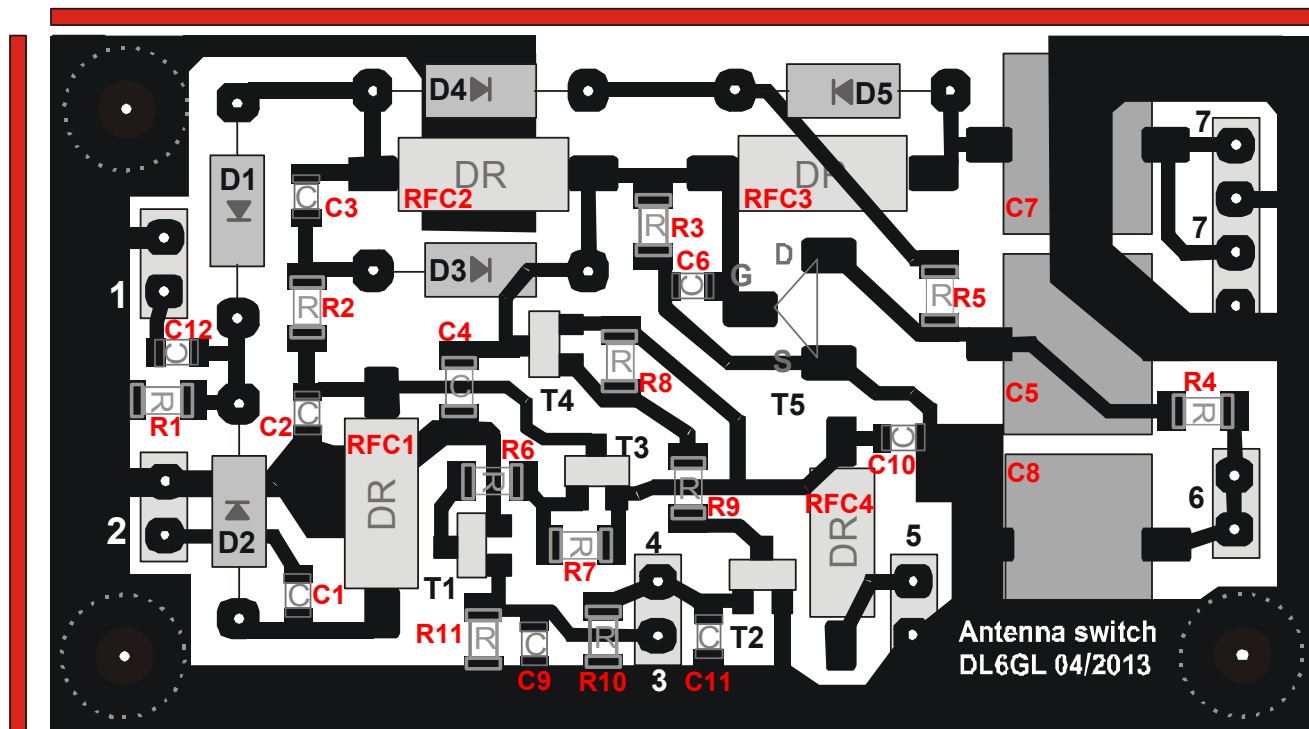 D4
D5
7
D1
DR
DR
C
C3
RFC2
RFC3
C7
R
R3
C6
C
G
D
7
D3
1
R
R2
R
R5
C12
C
C4
R
R8
S
C5
R4
R
C
T4
T5
R
R1
C
C2
RFC1
R6
T3
C
C10
R
R
R9
RFC4
C8
DR
DR
6
2
D2
R
R7
4
5
C
C1
T1
R11
R
C
R
C
T2
Antenna switch
DL6GL 04/2013
C9
R10
3
C11